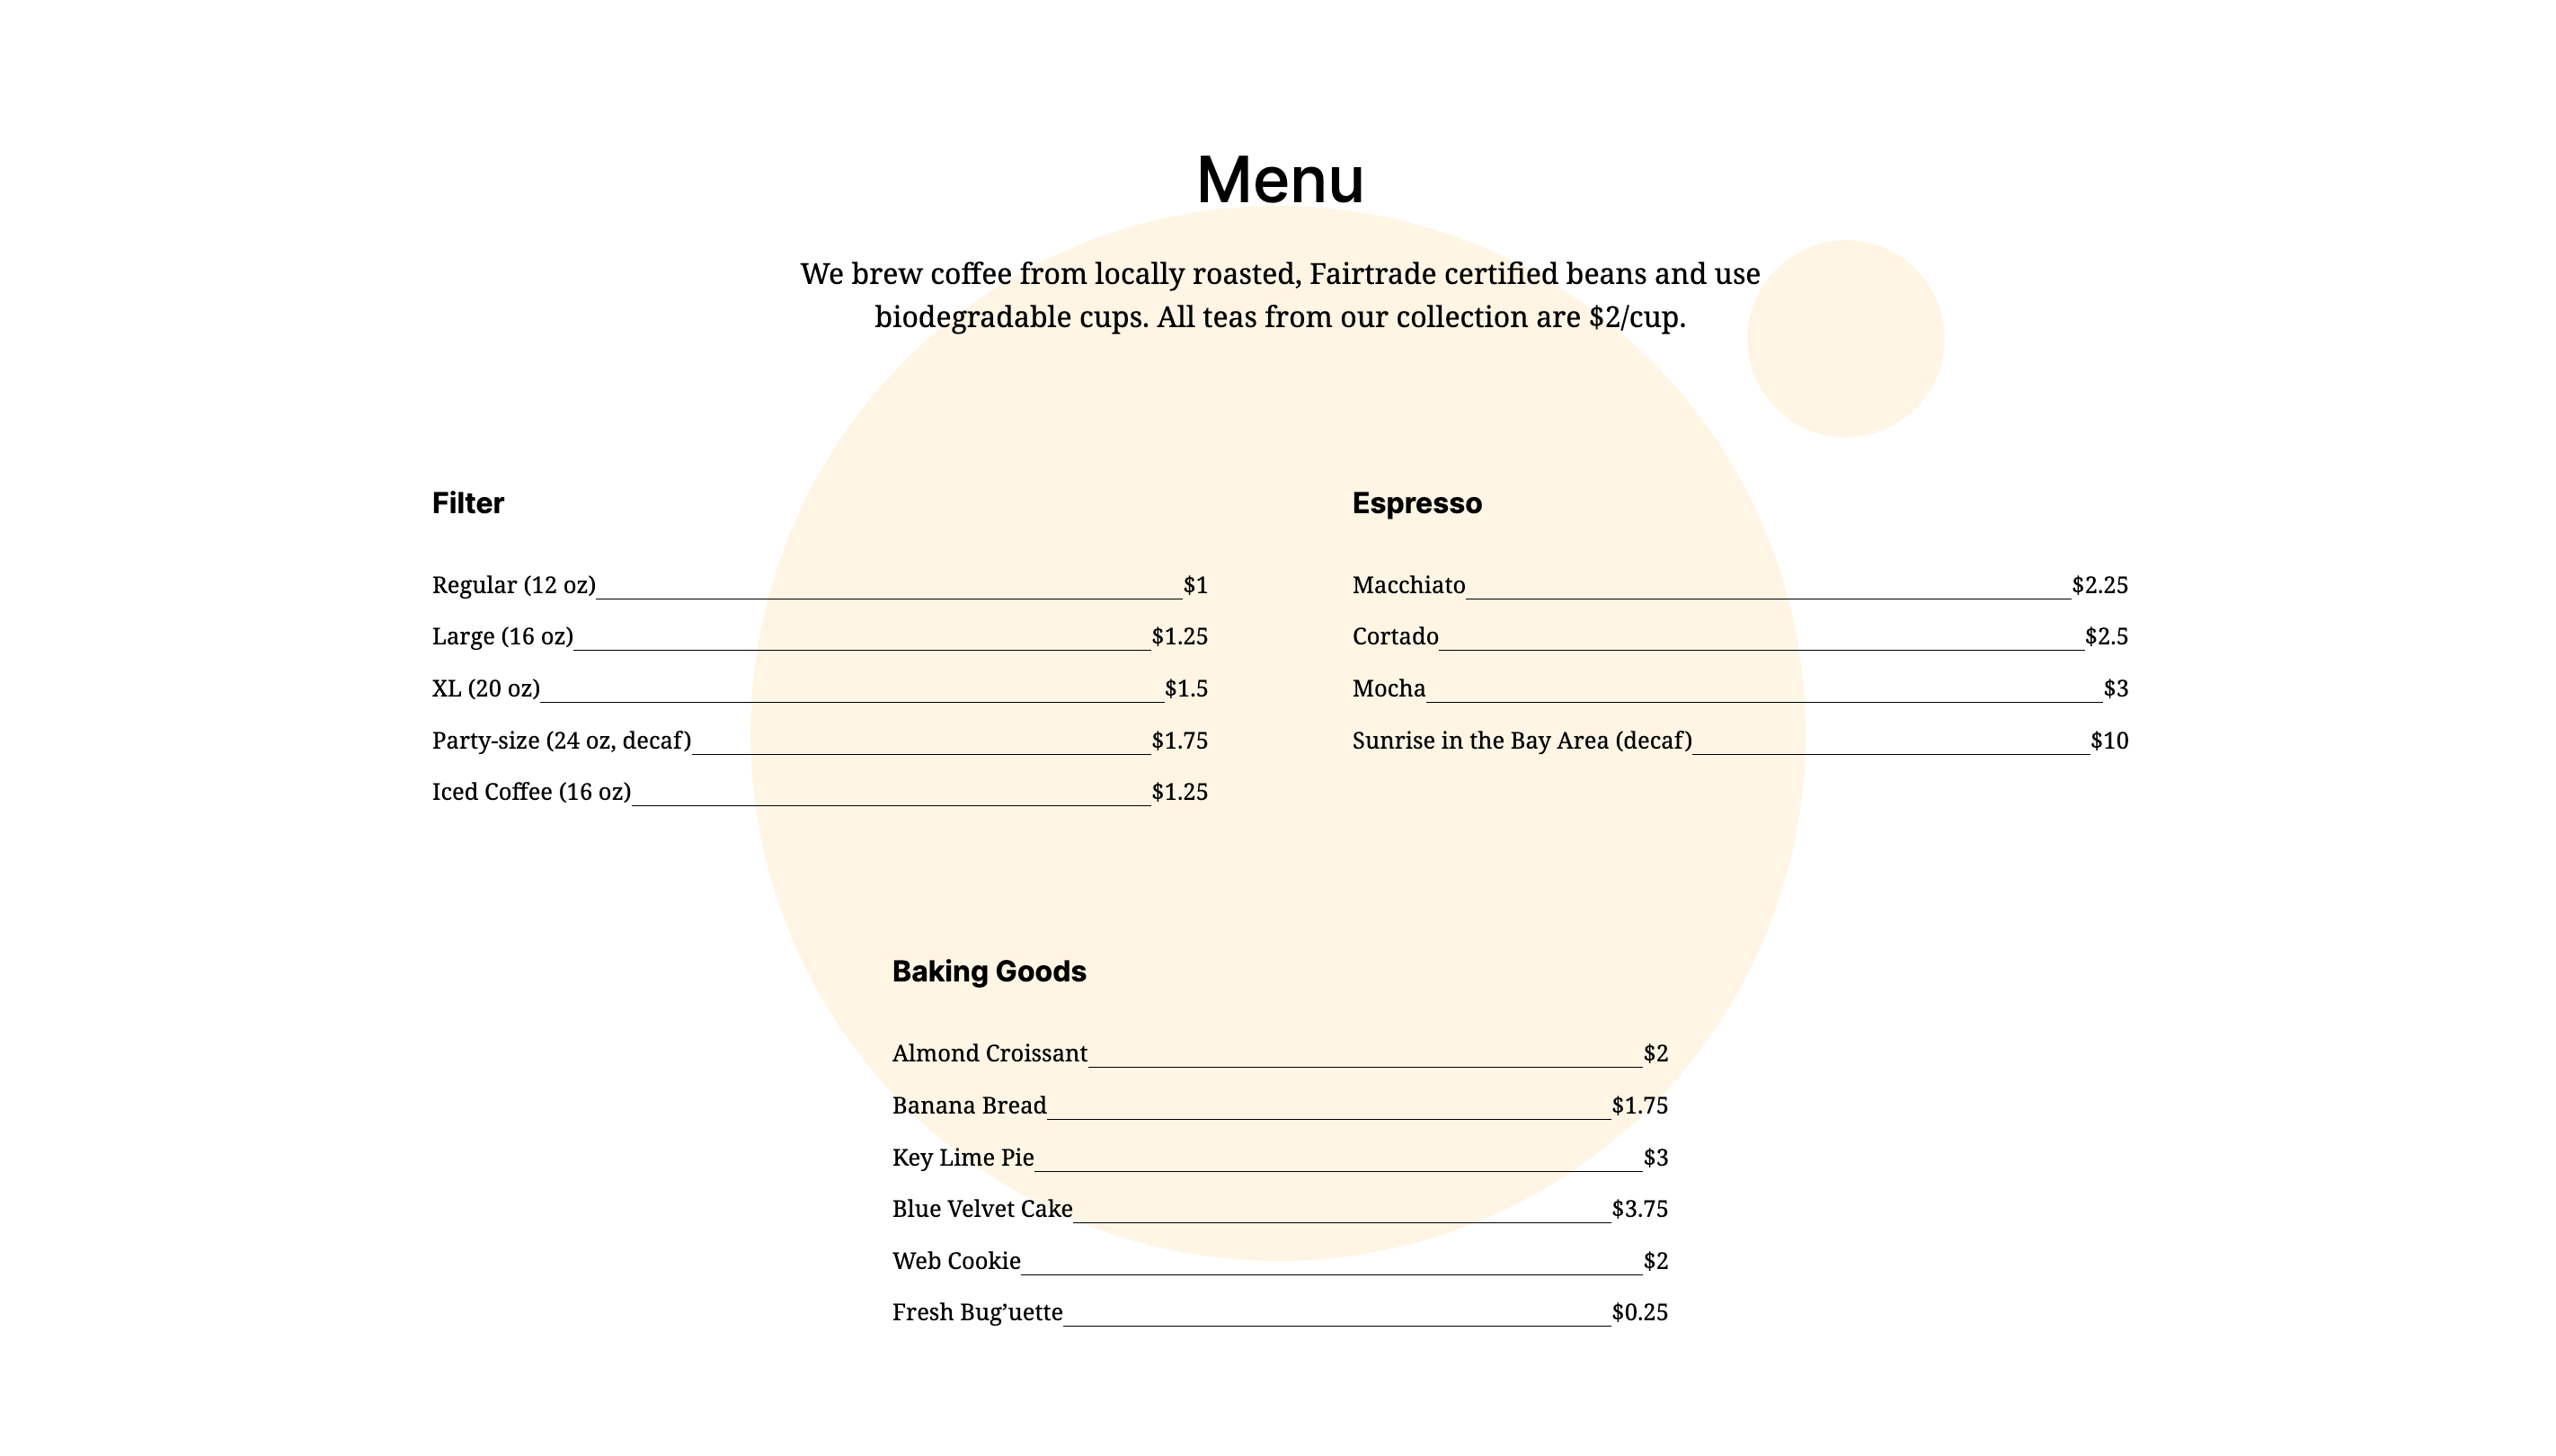 Menu
We brew coffee from locally roasted, Fairtrade certified beans and use
biodegradable cups. All teas from our collection are $2/cup.
Filter
Regular (12 oz) $1
Large (16 oz) $1.25
XL (20 oz) $1.5
Party-size (24 oz, decaf) $1.75
Iced Coffee (16 oz) $1.25
Espresso
Macchiato $2.25
Cortado $2.5
Mocha $3
Sunrise in the Bay Area (decaf) $10
Baking Goods
Almond Croissant $2
Banana Bread $1.75
Key Lime Pie $3
Blue Velvet Cake $3.75
Web Cookie $2
Fresh Bug’uette $0.25